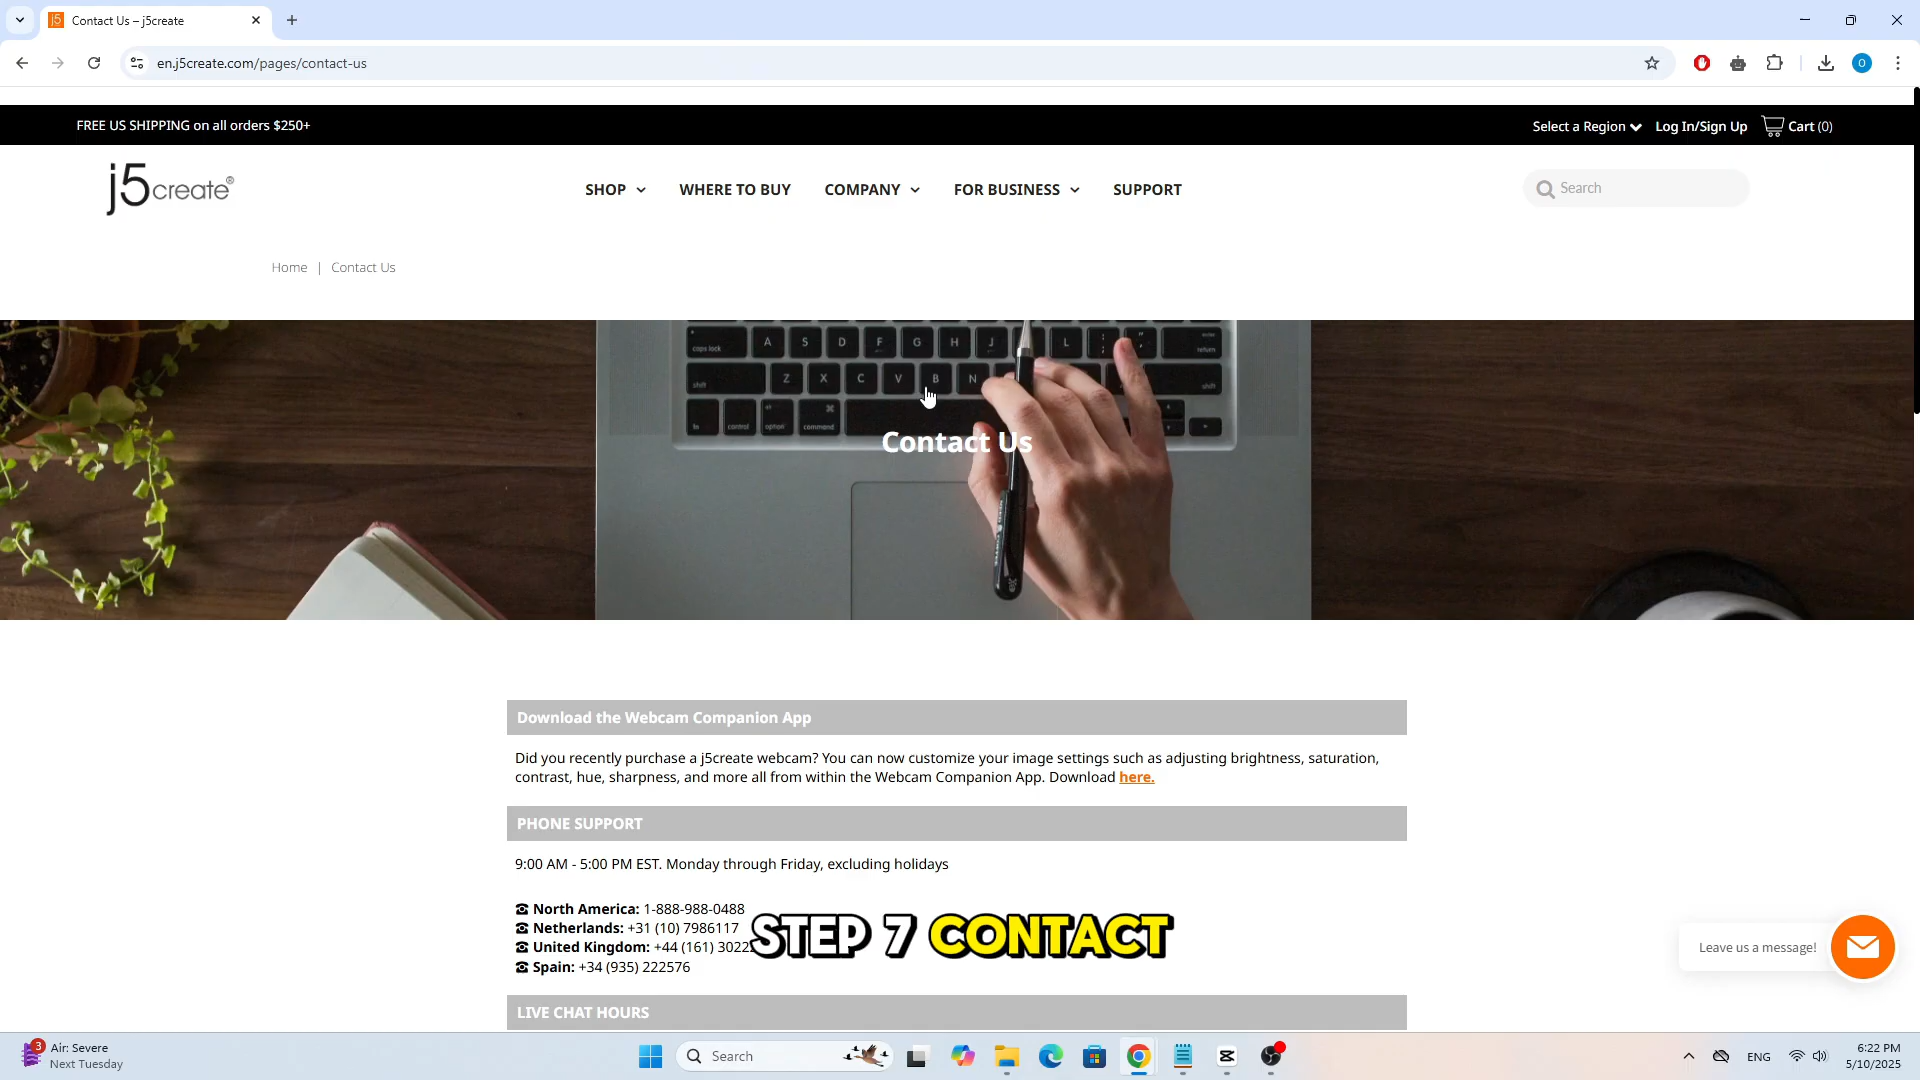 Contact Us – j5create
en.j5create.com/pages/contact-us
FREE US SHIPPING on all orders $250+
Select a Region
Log In/Sign Up
Cart (0)
j5create®
SHOP
WHERE TO BUY
COMPANY
FOR BUSINESS
SUPPORT
Search
Home | Contact Us
Contact Us
Download the Webcam Companion App
Did you recently purchase a j5create webcam? You can now customize your image settings such as adjusting brightness, saturation,
contrast, hue, sharpness, and more all from within the Webcam Companion App. Download here.
PHONE SUPPORT
9:00 AM - 5:00 PM EST. Monday through Friday, excluding holidays
North America: 1-888-988-0488
Netherlands: +31 (10) 7986117
United Kingdom: +44 (161) 3022
Spain: +34 (935) 222576
STEP 7 CONTACT
Leave us a message!
LIVE CHAT HOURS
3
Air: Severe
Next Tuesday
Search
ENG
6:22 PM
5/10/2025